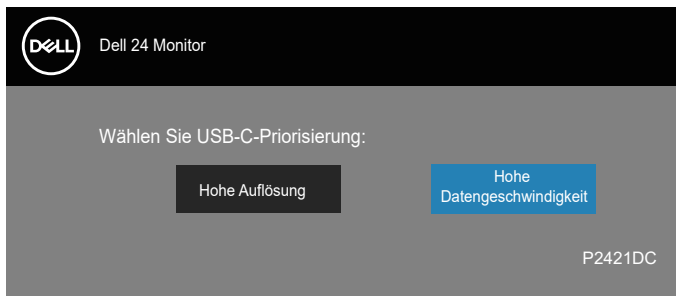 DELL
Dell 24 Monitor
Wählen Sie USB-C-Priorisierung:
Hohe Auflösung
Hohe
Datengeschwindigkeit
P2421DC